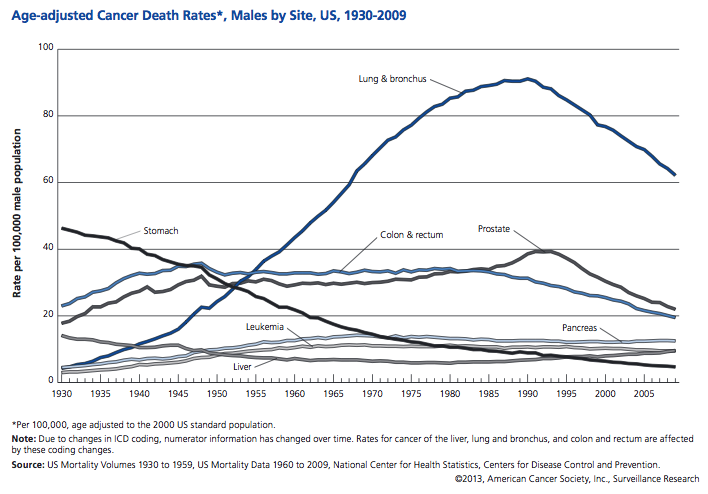 Age-adjusted Cancer Death Rates*, Males by Site, US, 1930-2009
100
80
60
40
20
0
Rate per 100,000 male population
Lung & bronchus
Stomach
Colon & rectum
Prostate
Leukemia
Pancreas
Liver
1930 1935 1940 1945 1950 1955 1960 1965 1970 1975 1980 1985 1990 1995 2000 2005
*Per 100,000, age adjusted to the 2000 US standard population.
Note: Due to changes in ICD coding, numerator information has changed over time. Rates for cancer of the liver, lung and bronchus, and colon and rectum are affected
by these coding changes.
Source: US Mortality Volumes 1930 to 1959, US Mortality Data 1960 to 2009, National Center for Health Statistics, Centers for Disease Control and Prevention.
©2013, American Cancer Society, Inc., Surveillance Research